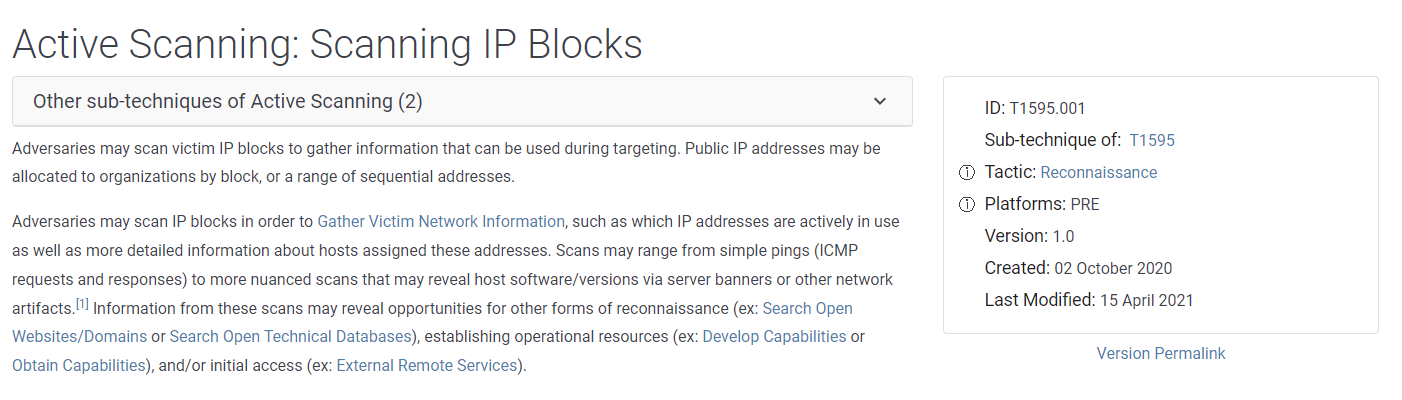 Active Scanning: Scanning IP Blocks
Other sub-techniques of Active Scanning (2)
Adversaries may scan victim IP blocks to gather information that can be used during targeting. Public IP addresses may be
allocated to organizations by block, or a range of sequential addresses.
Adversaries may scan IP blocks in order to Gather Victim Network Information, such as which IP addresses are actively in use
as well as more detailed information about hosts assigned these addresses. Scans may range from simple pings (ICMP
requests and responses) to more nuanced scans that may reveal host software/versions via server banners or other network
artifacts.[1] Information from these scans may reveal opportunities for other forms of reconnaissance (ex: Search Open
Websites/Domains or Search Open Technical Databases), establishing operational resources (ex: Develop Capabilities or
Obtain Capabilities), and/or initial access (ex: External Remote Services).
ID: T1595.001
Sub-technique of: T1595
Tactic: Reconnaissance
Platforms: PRE
Version: 1.0
Created: 02 October 2020
Last Modified: 15 April 2021
Version Permalink